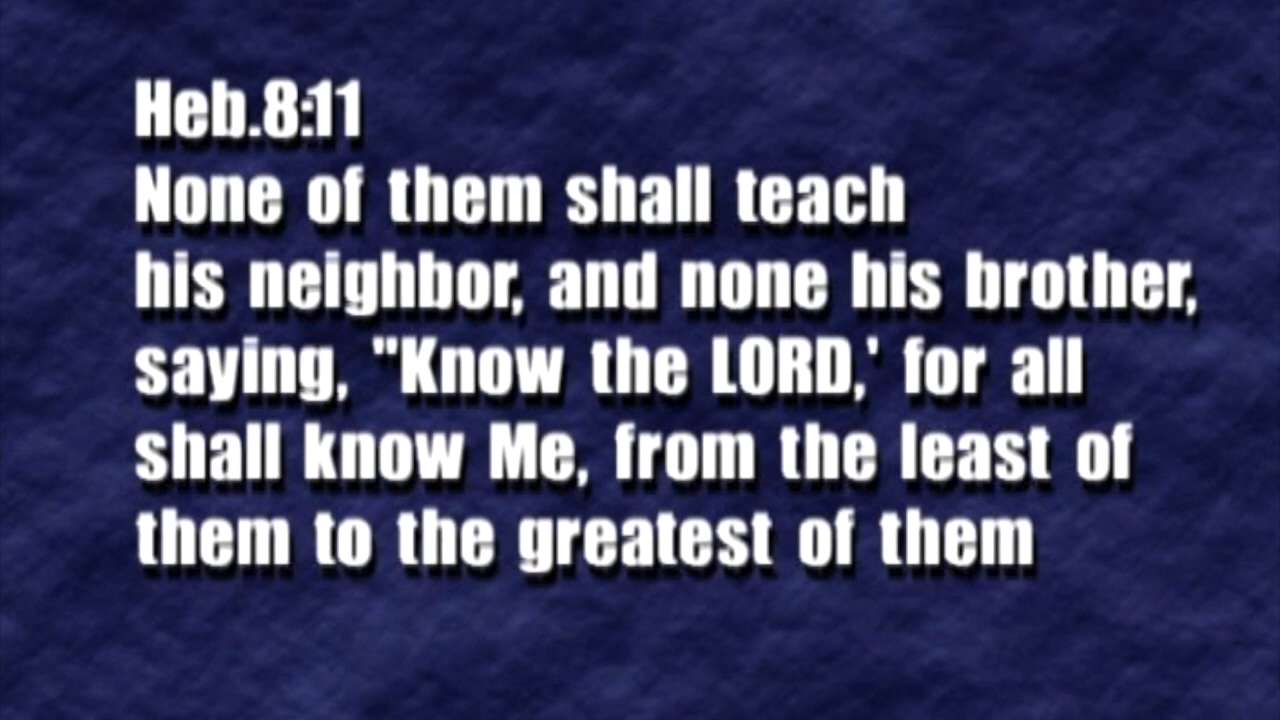 Heb.8:11
None of them shall teach
his neighbor, and none his brother,
saying, "Know the LORD,' for all
shall know Me, from the least of
them to the greatest of them